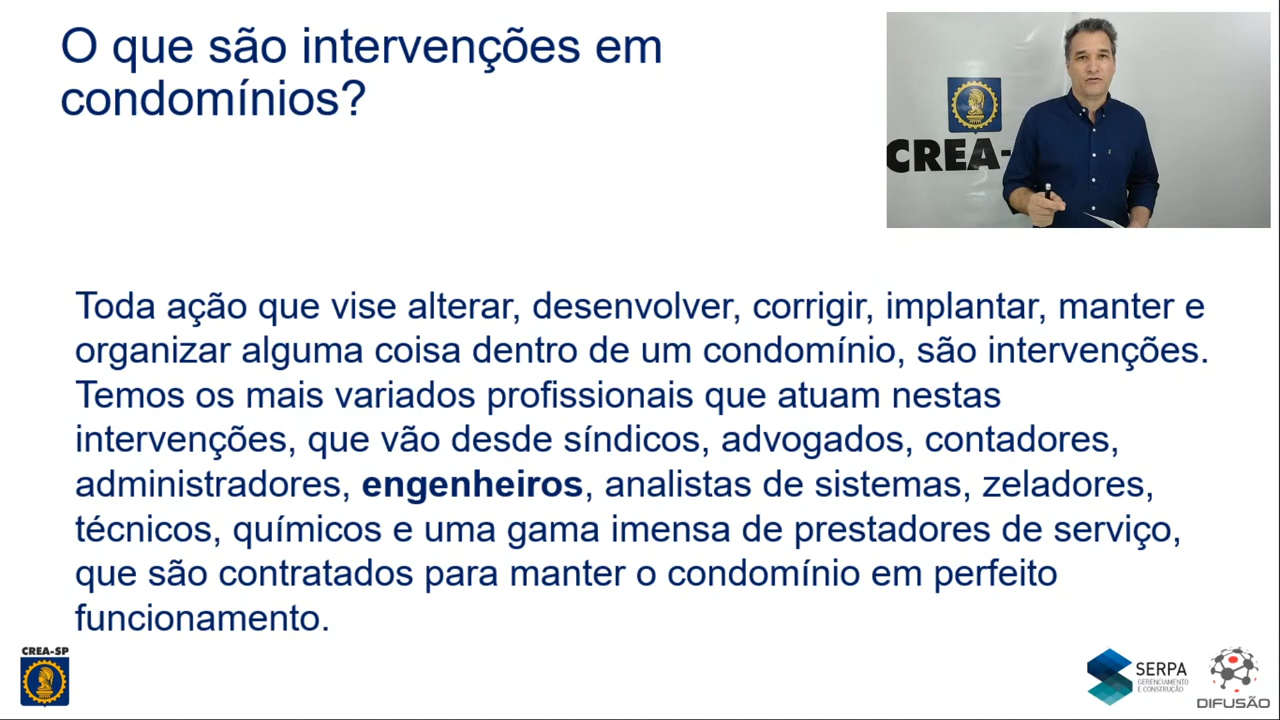 O que são intervenções em
condomínios?
CREA-
Toda ação que vise alterar, desenvolver, corrigir, implantar, manter e
organizar alguma coisa dentro de um condomínio, são intervenções.
Temos os mais variados profissionais que atuam nestas
intervenções, que vão desde síndicos, advogados, contadores,
administradores, engenheiros, analistas de sistemas, zeladores,
técnicos, químicos e uma gama imensa de prestadores de serviço,
que são contratados para manter o condomínio em perfeito
funcionamento.
CREA-SP
SERPA
GERENCIAMENTO
E CONSTRUÇÃO
DIFUSÃO